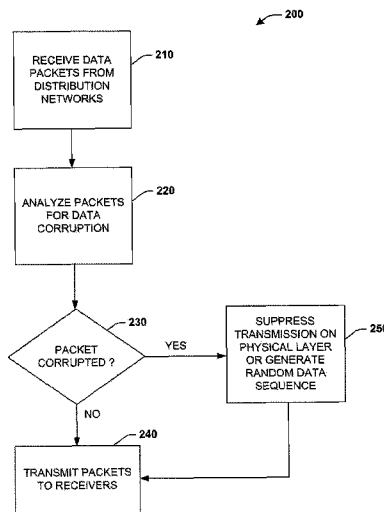 200
210
RECEIVE DATA
PACKETS FROM
DISTRIBUTION
NETWORKS
220
ANALYZE PACKETS
FOR DATA
CORRUPTION
230
PACKET
CORRUPTED ?
YES
NO
250
SUPPRESS
TRANSMISSION ON
PHYSICAL LAYER
OR GENERATE
RANDOM DATA
SEQUENCE
240
TRANSMIT PACKETS
TO RECEIVERS